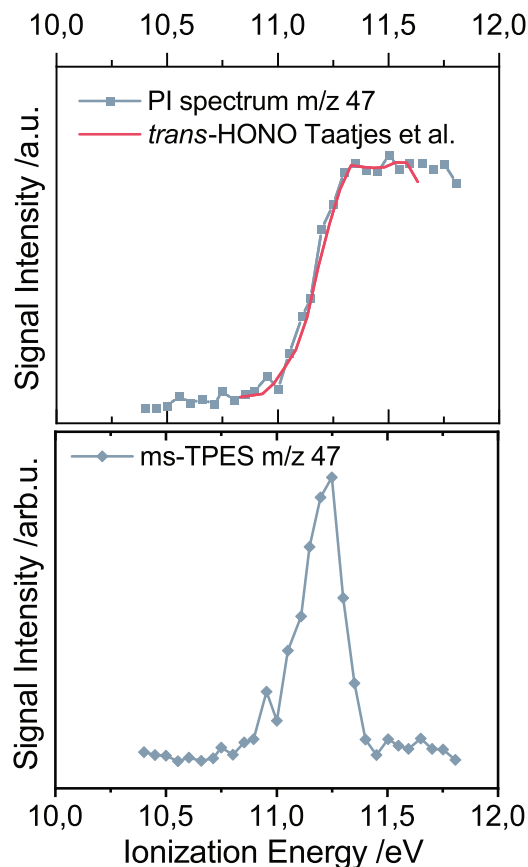 10,0 10,5 11,0 11,5 12,0
PI spectrum m/z 47
trans-HONO Taatjes et al.
Signal Intensity /a.u.
ms-TPES m/z 47
Signal Intensity /arb.u.
10,0 10,5 11,0 11,5 12,0
Ionization Energy /eV